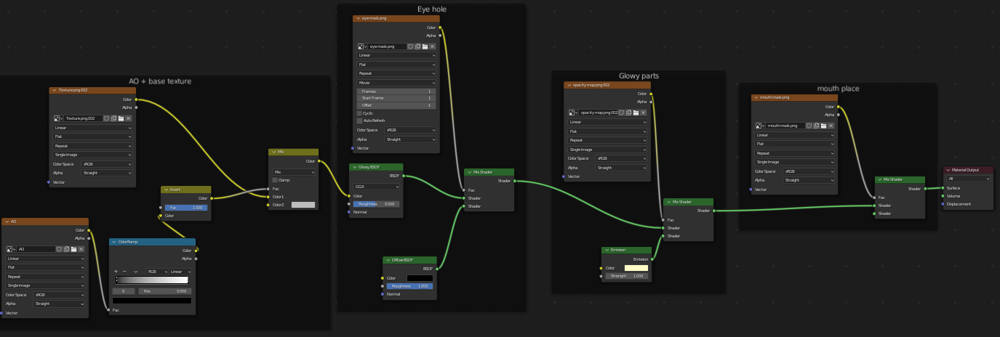 AO + base texture
Texture.png.002
Color
Alpha
Texture.png.002
Linear
Flat
Repeat
Single Image
Color Space
sRGB
Alpha
Straight
Vector
AO
Color
Alpha
AO
Linear
Flat
Repeat
Single Image
Color Space
sRGB
Alpha
Straight
Vector
Invert
Color
Fac
1.000
Color
ColorRamp
Color
Alpha
+ −
RGB
Linear
0
Pos
0.000
Fac
Mix
Color
Mix
Clamp
Fac
Color1
Color2
Eye hole
eye mask.png
Color
Alpha
eye mask.png
Linear
Flat
Repeat
Movie
Frames
1
Start Frame
1
Offset
-1
Cyclic
Auto Refresh
Color Space
sRGB
Alpha
Straight
Vector
Glossy BSDF
BSDF
GGX
Color
Roughness
0.500
Normal
Mix Shader
Shader
Fac
Shader
Shader
Diffuse BSDF
BSDF
Color
Roughness
1.000
Normal
Glowy parts
opacity map.png.002
Color
Alpha
opacity map.png.002
Linear
Flat
Repeat
Single Image
Color Space
sRGB
Alpha
Straight
Vector
Mix Shader
Shader
Fac
Shader
Shader
Emission
Emission
Color
Strength
1.000
mouth place
mouth mask.png
Color
Alpha
mouth mask.png
Linear
Flat
Repeat
Single Image
Color Space
sRGB
Alpha
Straight
Vector
Mix Shader
Shader
Fac
Shader
Shader
Material Output
All
Surface
Volume
Displacement